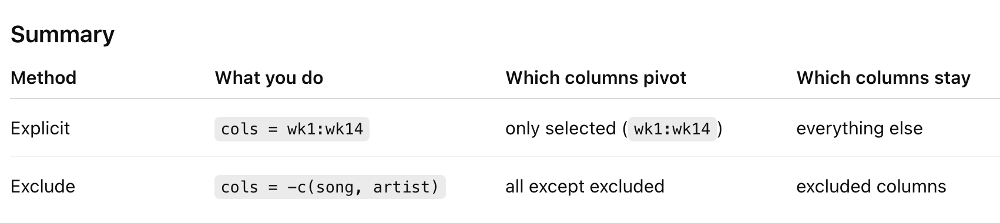 Summary
Method What you do Which columns pivot Which columns stay
Explicit cols = wk1:wk14 only selected (wk1:wk14) everything else
Exclude cols = -c(song, artist) all except excluded excluded columns